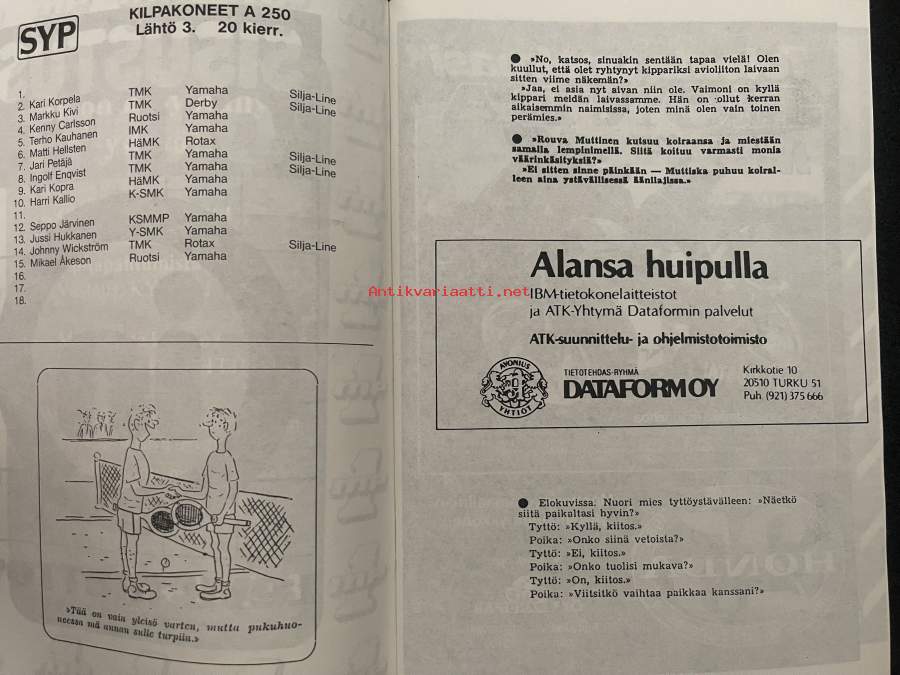 SYP
KILPAKONEET A 250
Lähtö 3. 20 kierr.
1.
2. Kari Korpela TMK Yamaha Silja-Line
3. Markku Kivi TMK Derby Silja-Line
4. Kenny Carlsson Ruotsi Yamaha
5. Terho Kauhanen IMK Yamaha
6. Matti Hellsten HäMK Rotax
7. Jari Petäjä TMK Yamaha Silja-Line
8. Ingolf Enqvist TMK Yamaha Silja-Line
9. Kari Kopra HäMK Yamaha
10. Harri Kallio K-SMK Yamaha
11.
12. Seppo Järvinen KSMMP Yamaha
13. Jussi Hukkanen Y-SMK Yamaha
14. Johnny Wickström TMK Rotax Silja-Line
15. Mikael Åkeson Ruotsi Yamaha
16.
17.
18.
»Tää on vain yleisö varten, mutta pukuhuo-
neessa mä annan sulle turpiin.»
● »No, katsos, sinuakin sentään tapaa vielä! Olen
kuullut, että olet ryhtynyt kippariksi avioliiton laivaan
sitten viime näkemän?»
»Jaa, ei asia nyt aivan niin ole. Vaimoni on kyllä
kippari meidän laivassamme. Hän on ollut kerran
aikaisemmin naimisissa, joten minä olen vain toinen
perämies.»
● »Rouva Muttinen kutsuu koiraansa ja miestään
samalla lempinimellä. Siitä koituu varmasti monia
väärinkäsityksiä?»
»Ei sitten sinne päinkään — Muttiska puhuu koiral-
leen aina ystävällisessä äänilajissa.»
Alansa huipulla
IBM-tietokonelaitteistot
ja ATK-Yhtymä Dataformin palvelut
ATK-suunnittelu- ja ohjelmistotoimisto
AVONIUS
YHTIÖT
TIETOTEHDAS-RYHMÄ
DATAFORM OY
Kirkkotie 10
20510 TURKU 51
Puh. (921) 375 666
Antikvariaatti.net
● Elokuvissa. Nuori mies tyttöystävälleen: »Näetkö
siitä paikaltasi hyvin?»
Tyttö: »Kyllä, kiitos.»
Poika: »Onko siinä vetoista?»
Tyttö: »Ei, kiitos.»
Poika: »Onko tuolisi mukava?»
Tyttö: »On, kiitos.»
Poika: »Viitsitkö vaihtaa paikkaa kanssani?»